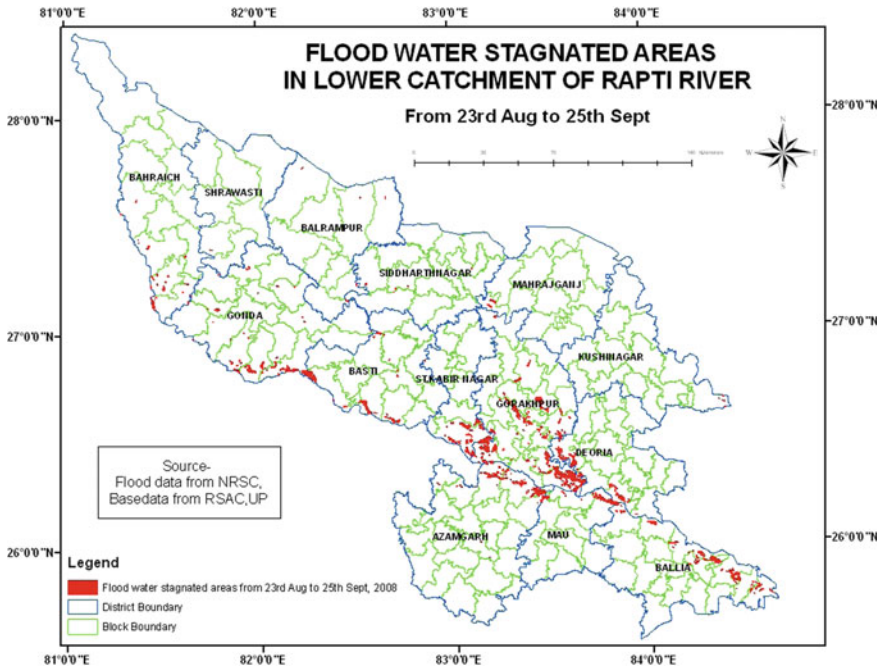 81°0'0"E 82°0'0"E 83°0'0"E 84°0'0"E
FLOOD WATER STAGNATED AREAS
IN LOWER CATCHMENT OF RAPTI RIVER
From 23rd Aug to 25th Sept
28°0'0"N
28°0'0"N
N
W
E
S
BAHRAICH
SHRAWASTI
BALRAMPUR
SIDDHARTHNAGAR
MAHRAJGANJ
27°0'0"N
27°0'0"N
GONDA
KUSHINAGAR
BASTI
ST.KABIR NAGAR
GORAKHPUR
DEORIA
Source-
Flood data from NRSC,
Basedata from RSAC,UP
AZAMGARH
MAU
BALLIA
26°0'0"N
26°0'0"N
Legend
Flood water stagnated areas from 23rd Aug to 25th Sept, 2008
District Boundary
Block Boundary
81°0'0"E 82°0'0"E 83°0'0"E 84°0'0"E